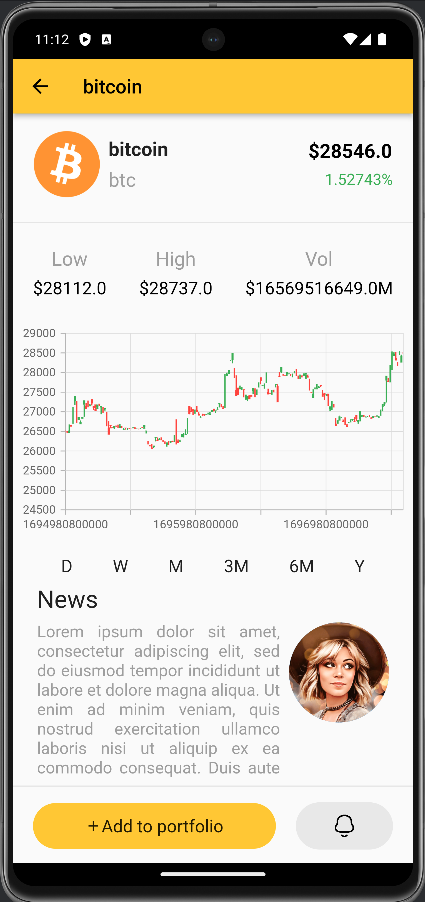 11:12
bitcoin
bitcoin
$28546.0
btc
1.52743%
Low High Vol
$28112.0 $28737.0 $16569516649.0M
29000
28500
28000
27500
27000
26500
26000
25500
25000
24500
1694980800000 1695980800000 1696980800000
D W M 3M 6M Y
News
Lorem ipsum dolor sit amet,
consectetur adipiscing elit, sed
do eiusmod tempor incididunt ut
labore et dolore magna aliqua. Ut
enim ad minim veniam, quis
nostrud exercitation ullamco
laboris nisi ut aliquip ex ea
commodo consequat. Duis aute
+ Add to portfolio